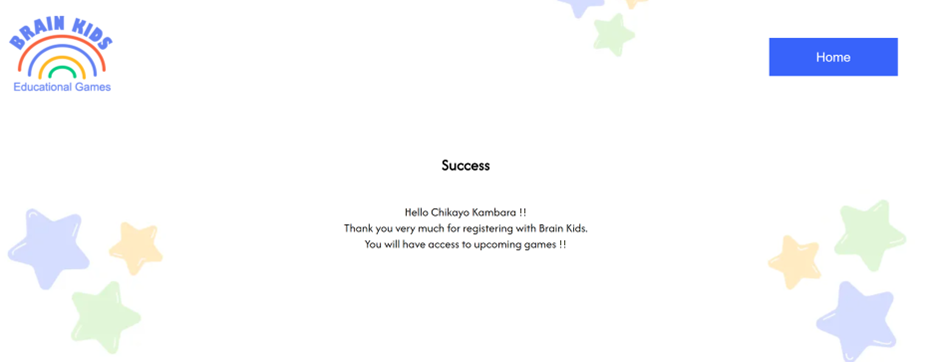 BRAIN KIDS
Educational Games
Home
Success
Hello Chikayo Kambara !!
Thank you very much for registering with Brain Kids.
You will have access to upcoming games !!